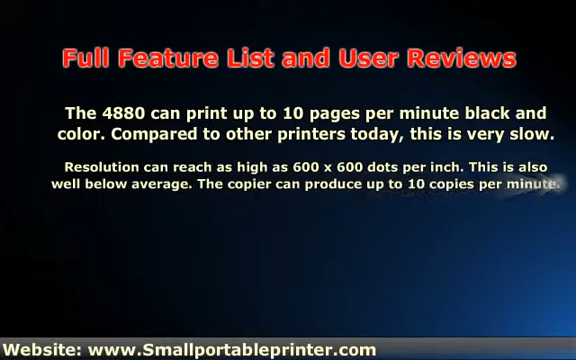 Full Feature List and User Reviews
The 4880 can print up to 10 pages per minute black and
color. Compared to other printers today, this is very slow.
Resolution can reach as high as 600 x 600 dots per inch. This is also
well below average. The copier can produce up to 10 copies per minute.
Website: www.Smallportableprinter.com